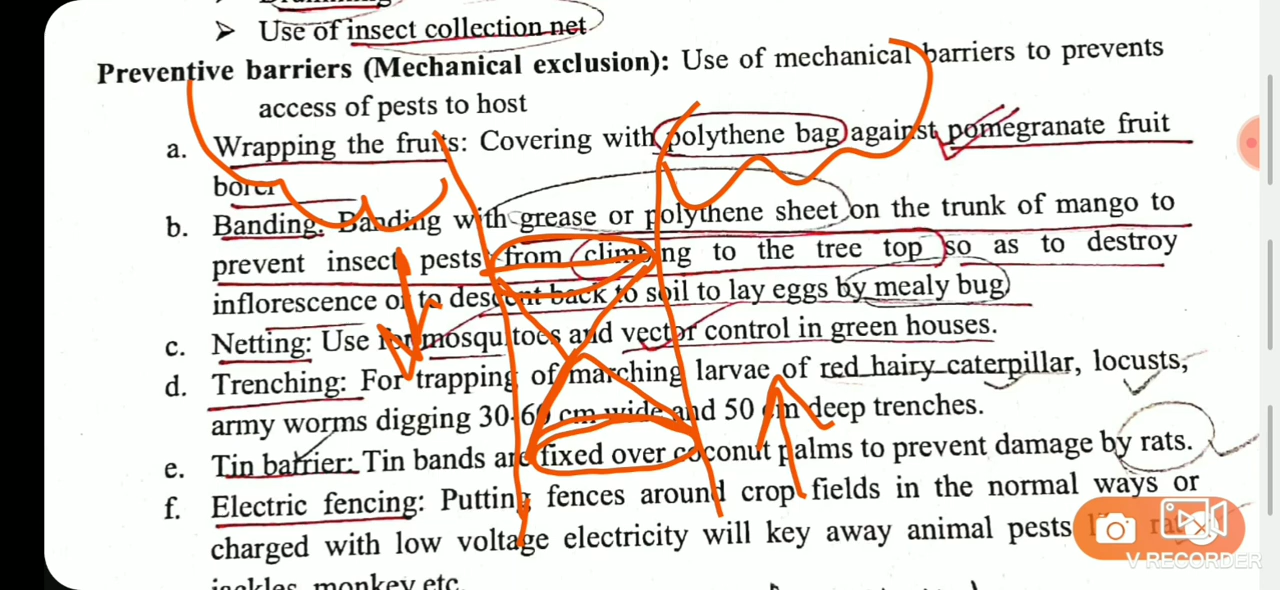 ➢ Use of insect collection net
Preventive barriers (Mechanical exclusion): Use of mechanical barriers to prevents
access of pests to host
a. Wrapping the fruits: Covering with polythene bag against pomegranate fruit
borer
b. Banding: Banding with grease or polythene sheet on the trunk of mango to
prevent insect pests from climbing to the tree top so as to destroy
inflorescence or to descent back to soil to lay eggs by mealy bug
c. Netting: Use for mosquitoes and vector control in green houses.
d. Trenching: For trapping of marching larvae of red hairy caterpillar, locusts,
army worms digging 30-60 cm wide and 50 cm deep trenches.
e. Tin barrier: Tin bands are fixed over coconut palms to prevent damage by rats.
f. Electric fencing: Putting fences around crop fields in the normal ways or
charged with low voltage electricity will key away animal pests
jackles, monkey etc.
V RECORDER